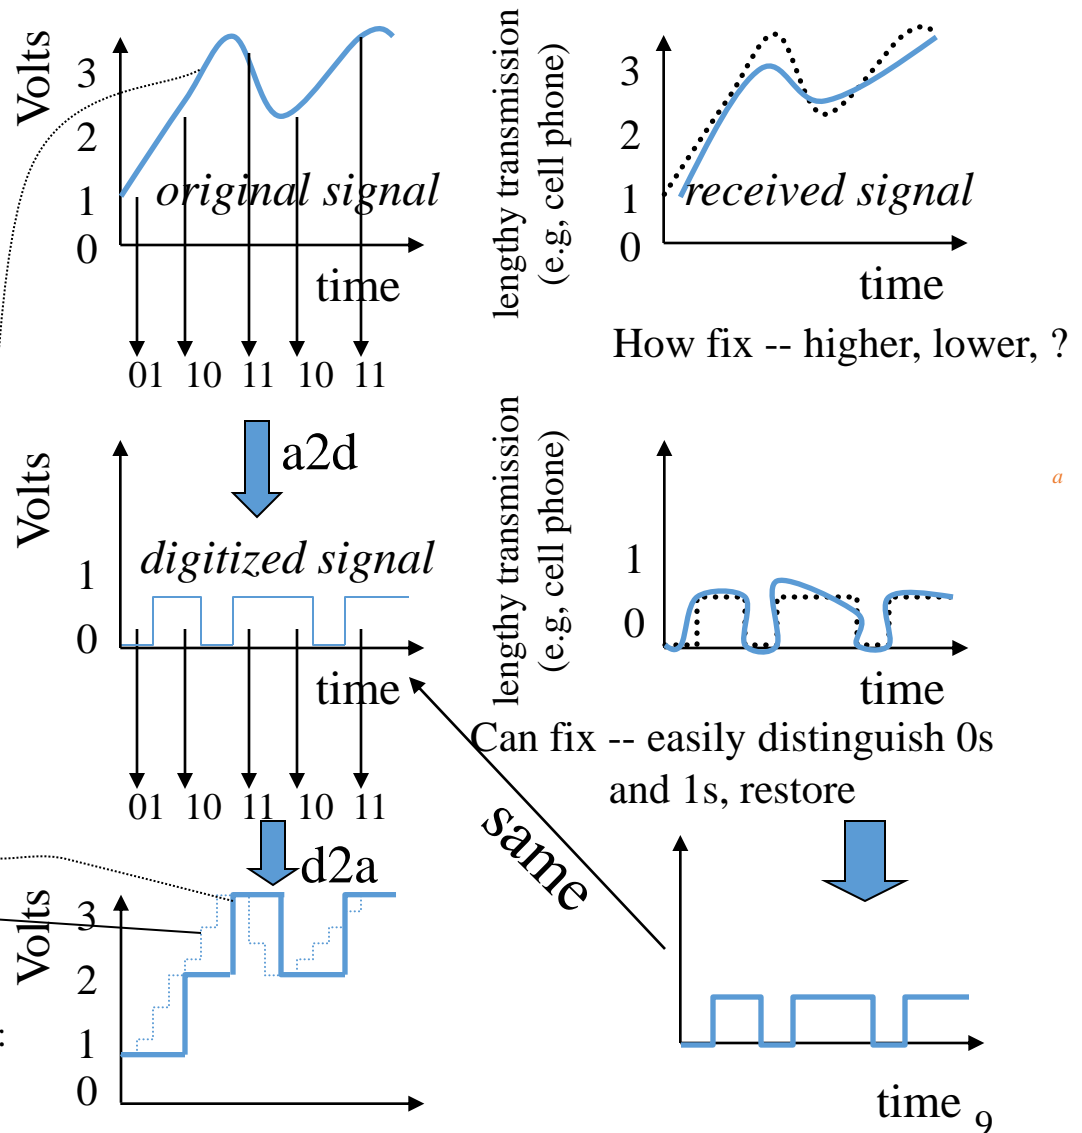 Volts
3
2
1
0
original signal
time
01 10 11 10 11
lengthy transmission
(e.g, cell phone)
3
2
1
0
received signal
time
How fix -- higher, lower, ?
a2d
Volts
1
0
digitized signal
time
01 10 11 10 11
lengthy transmission
(e.g, cell phone)
1
0
time
a
Can fix -- easily distinguish 0s
and 1s, restore
same
d2a
Volts
3
2
1
0
:
time
9